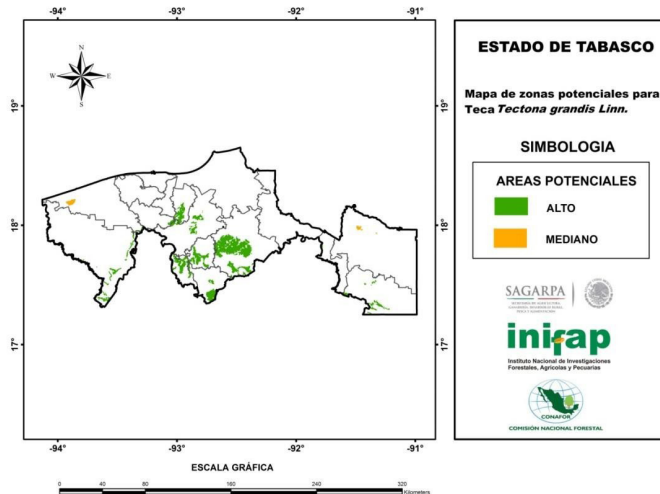 -94°
-93°
-92°
-91°
N
W
E
S
19°
19°
18°
18°
17°
17°
-94°
-93°
-92°
-91°
ESCALA GRÁFICA
0 40 80 160 240 320
Kilometers
ESTADO DE TABASCO
Mapa de zonas potenciales para
Teca Tectona grandis Linn.
SIMBOLOGIA
AREAS POTENCIALES
ALTO
MEDIANO
SAGARPA
inifap
Instituto Nacional de Investigaciones
Forestales, Agrícolas y Pecuarias
CONAFOR
COMISIÓN NACIONAL FORESTAL